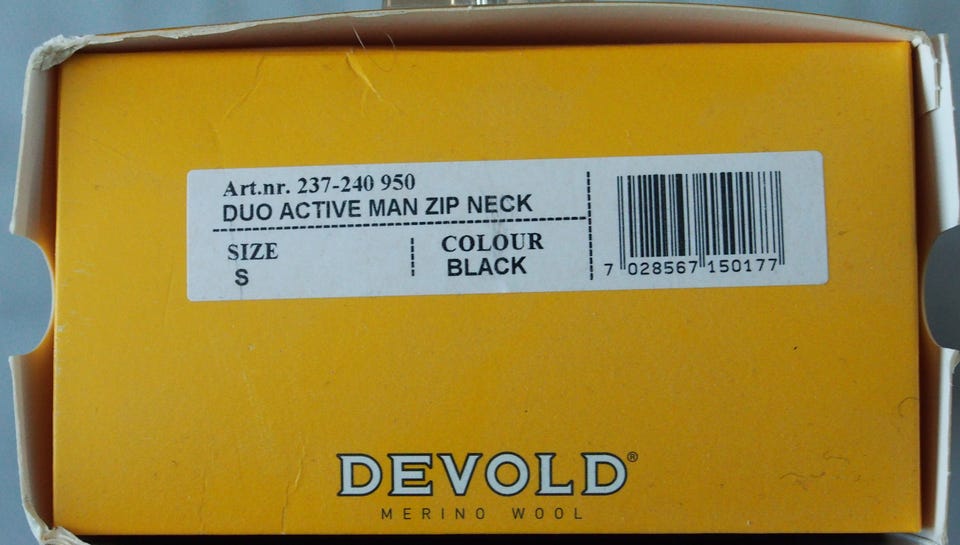 Art.nr. 237-240 950
DUO ACTIVE MAN ZIP NECK
SIZE
S
COLOUR
BLACK
7 028567 150177
DEVOLD®
MERINO WOOL